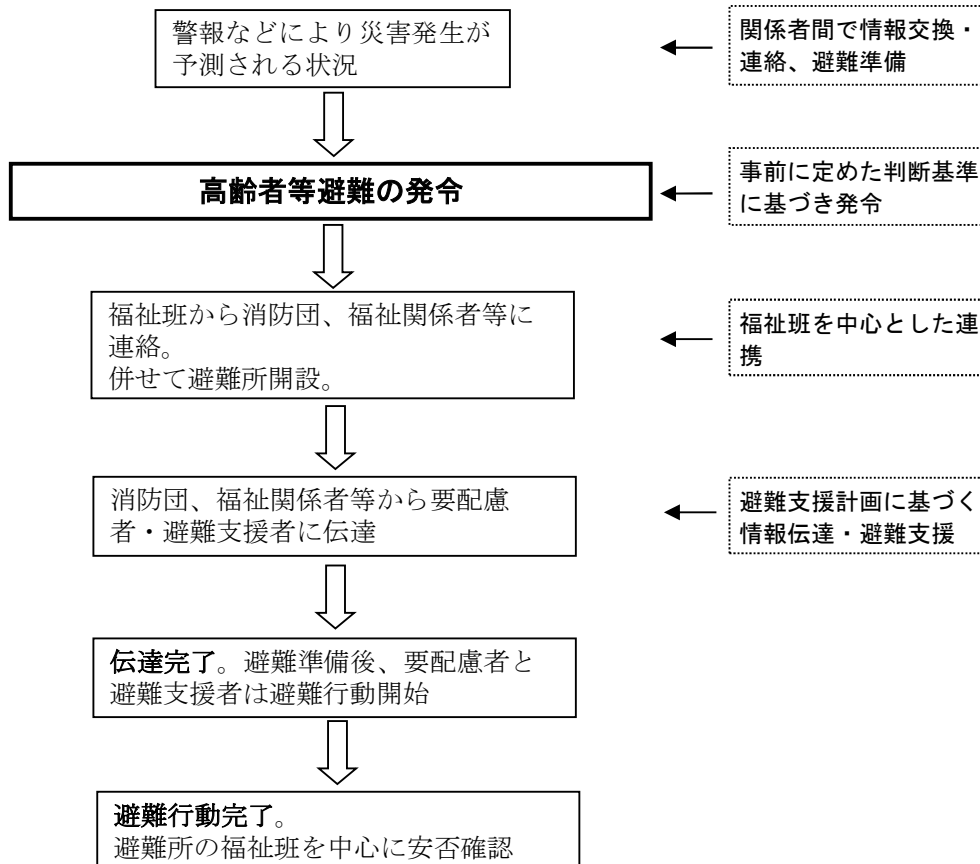 警報などにより災害発生が
予測される状況
関係者間で情報交換・
連絡、避難準備
高齢者等避難の発令
事前に定めた判断基準
に基づき発令
福祉班から消防団、福祉関係者等に
連絡。
併せて避難所開設。
福祉班を中心とした連
携
消防団、福祉関係者等から要配慮
者・避難支援者に伝達
避難支援計画に基づく
情報伝達・避難支援
伝達完了。避難準備後、要配慮者と
避難支援者は避難行動開始
避難行動完了。
避難所の福祉班を中心に安否確認